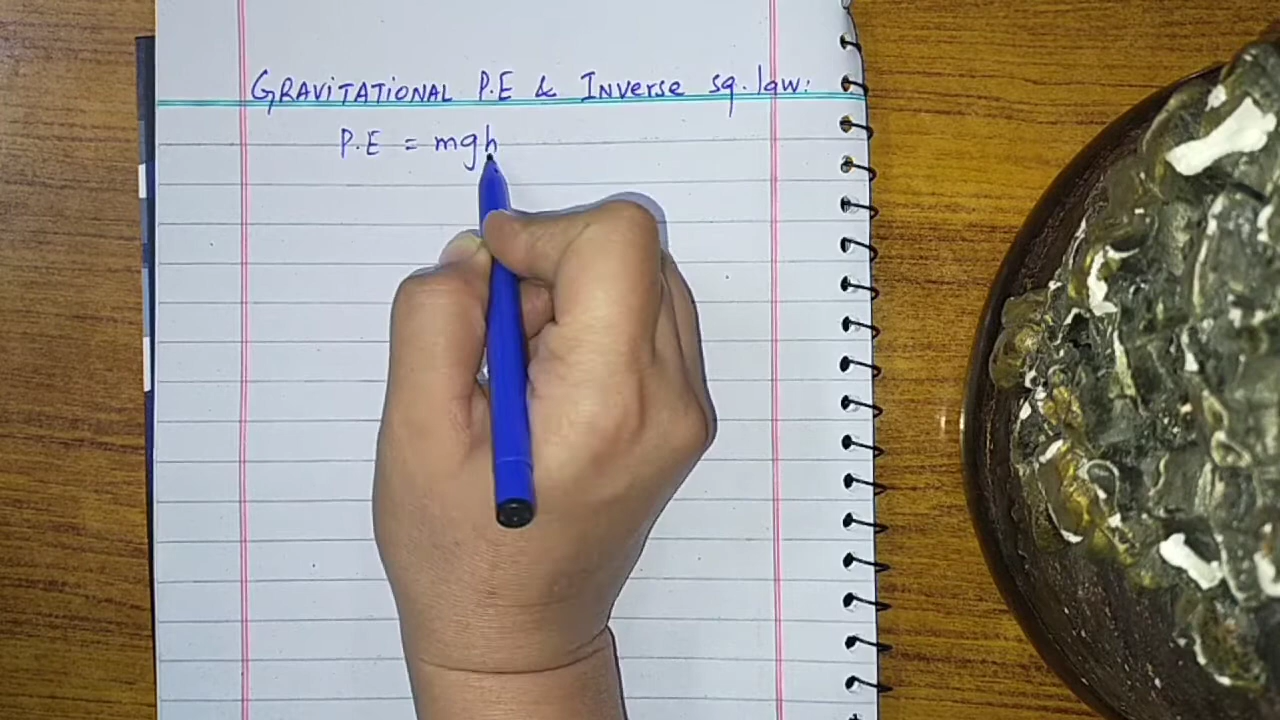 GRAVITATIONAL P.E & Inverse sq. law:
P.E = mgh